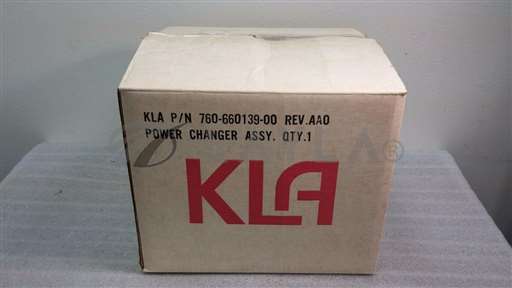 KLA P/N 760-660139-00 REV.AA0
POWER CHANGER ASSY. QTY.1
KLA